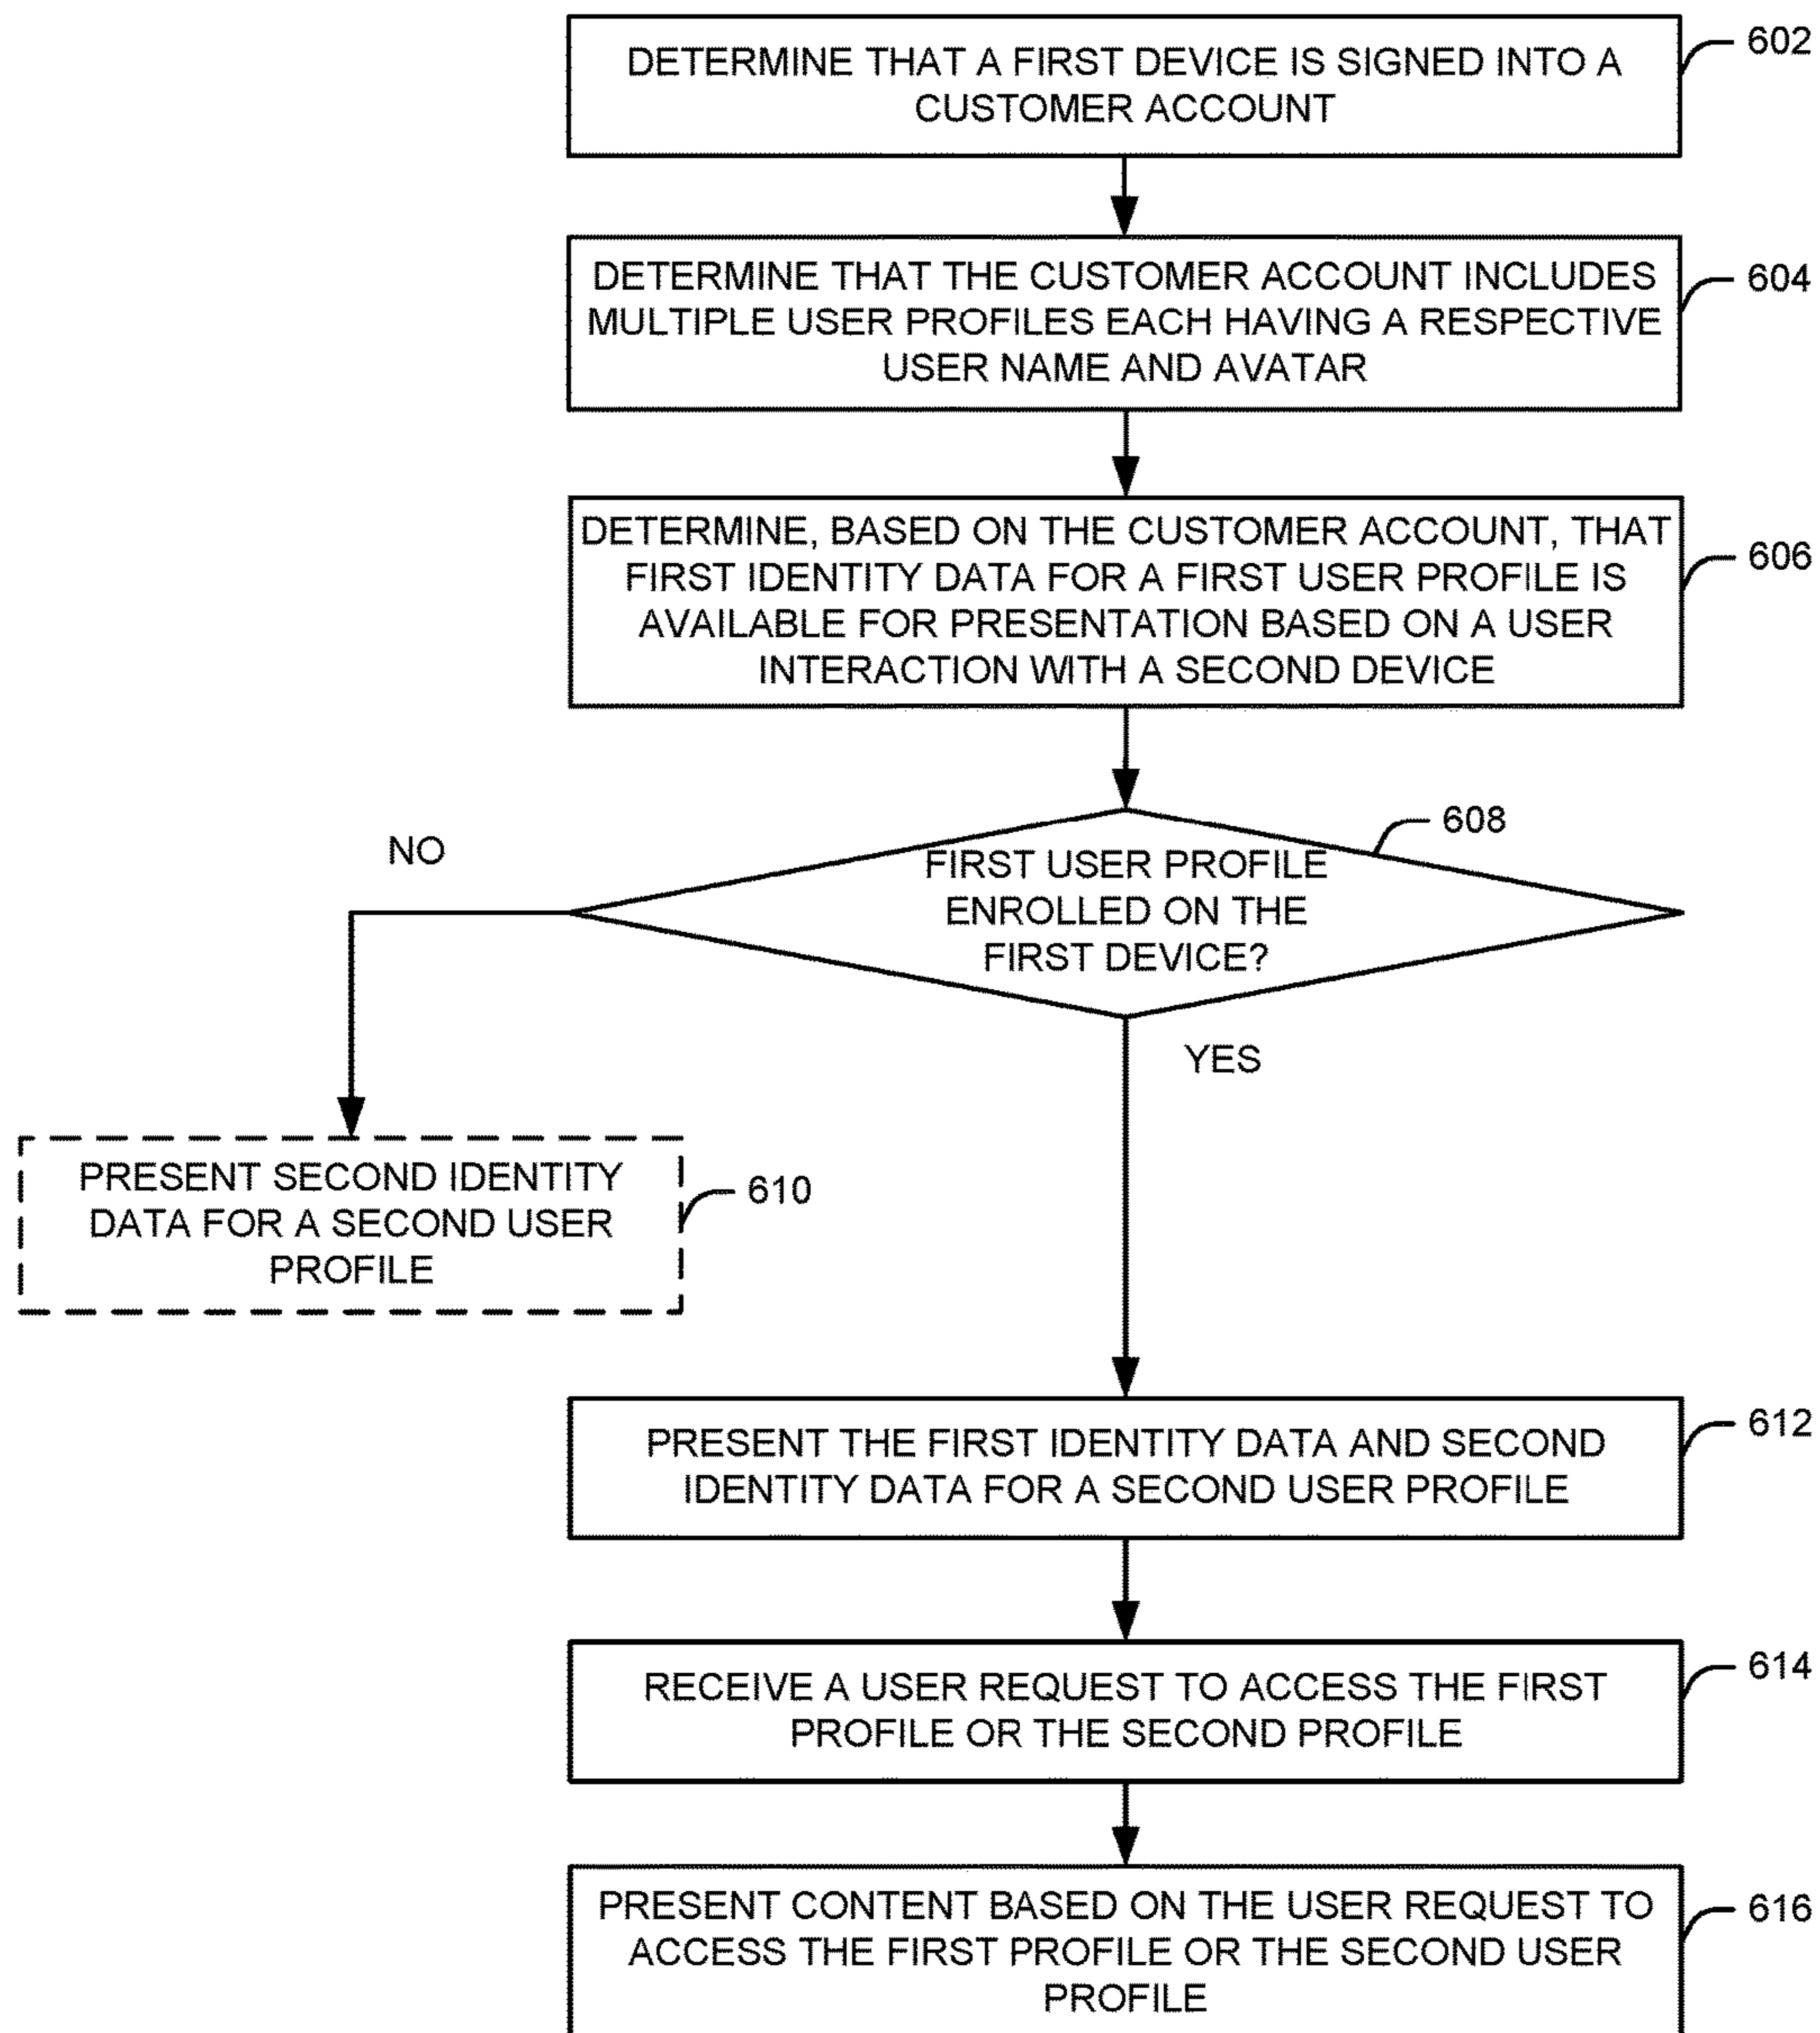 DETERMINE THAT A FIRST DEVICE IS SIGNED INTO A
CUSTOMER ACCOUNT
602
DETERMINE THAT THE CUSTOMER ACCOUNT INCLUDES
MULTIPLE USER PROFILES EACH HAVING A RESPECTIVE
USER NAME AND AVATAR
604
DETERMINE, BASED ON THE CUSTOMER ACCOUNT, THAT
FIRST IDENTITY DATA FOR A FIRST USER PROFILE IS
AVAILABLE FOR PRESENTATION BASED ON A USER
INTERACTION WITH A SECOND DEVICE
606
FIRST USER PROFILE
ENROLLED ON THE
FIRST DEVICE?
608
NO
YES
PRESENT SECOND IDENTITY
DATA FOR A SECOND USER
PROFILE
610
PRESENT THE FIRST IDENTITY DATA AND SECOND
IDENTITY DATA FOR A SECOND USER PROFILE
612
RECEIVE A USER REQUEST TO ACCESS THE FIRST
PROFILE OR THE SECOND PROFILE
614
PRESENT CONTENT BASED ON THE USER REQUEST TO
ACCESS THE FIRST PROFILE OR THE SECOND USER
PROFILE
616